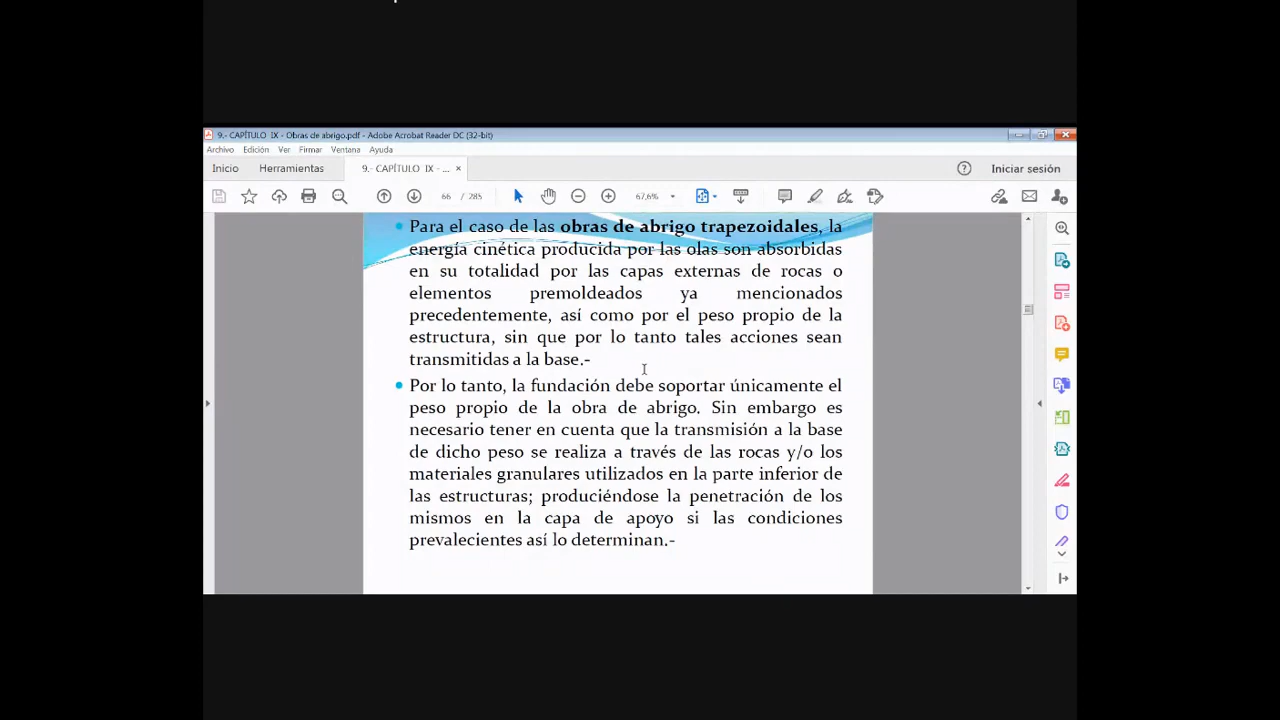 9.- CAPÍTULO IX - Obras de abrigo.pdf - Adobe Acrobat Reader DC (32-bit)
Archivo Edición Ver Firmar Ventana Ayuda
Inicio Herramientas 9.- CAPÍTULO IX - ... × Iniciar sesión
66 / 285 67,6%
• Para el caso de las obras de abrigo trapezoidales, la
energía cinética producida por las olas son absorbidas
en su totalidad por las capas externas de rocas o
elementos premoldeados ya mencionados
precedentemente, así como por el peso propio de la
estructura, sin que por lo tanto tales acciones sean
transmitidas a la base.-
• Por lo tanto, la fundación debe soportar únicamente el
peso propio de la obra de abrigo. Sin embargo es
necesario tener en cuenta que la transmisión a la base
de dicho peso se realiza a través de las rocas y/o los
materiales granulares utilizados en la parte inferior de
las estructuras; produciéndose la penetración de los
mismos en la capa de apoyo si las condiciones
prevalecientes así lo determinan.-